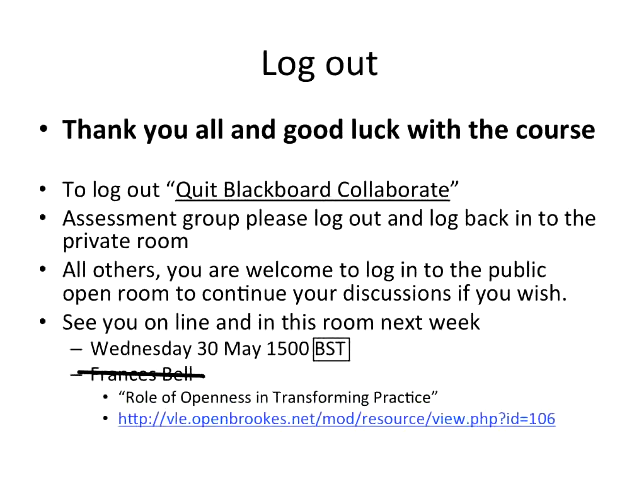 Log out
• Thank you all and good luck with the course
• To log out “Quit Blackboard Collaborate”
• Assessment group please log out and log back in to the
private room
• All others, you are welcome to log in to the public
open room to continue your discussions if you wish.
• See you on line and in this room next week
– Wednesday 30 May 1500 BST
– Frances Bell
• “Role of Openness in Transforming Practice”
• http://vle.openbrookes.net/mod/resource/view.php?id=106